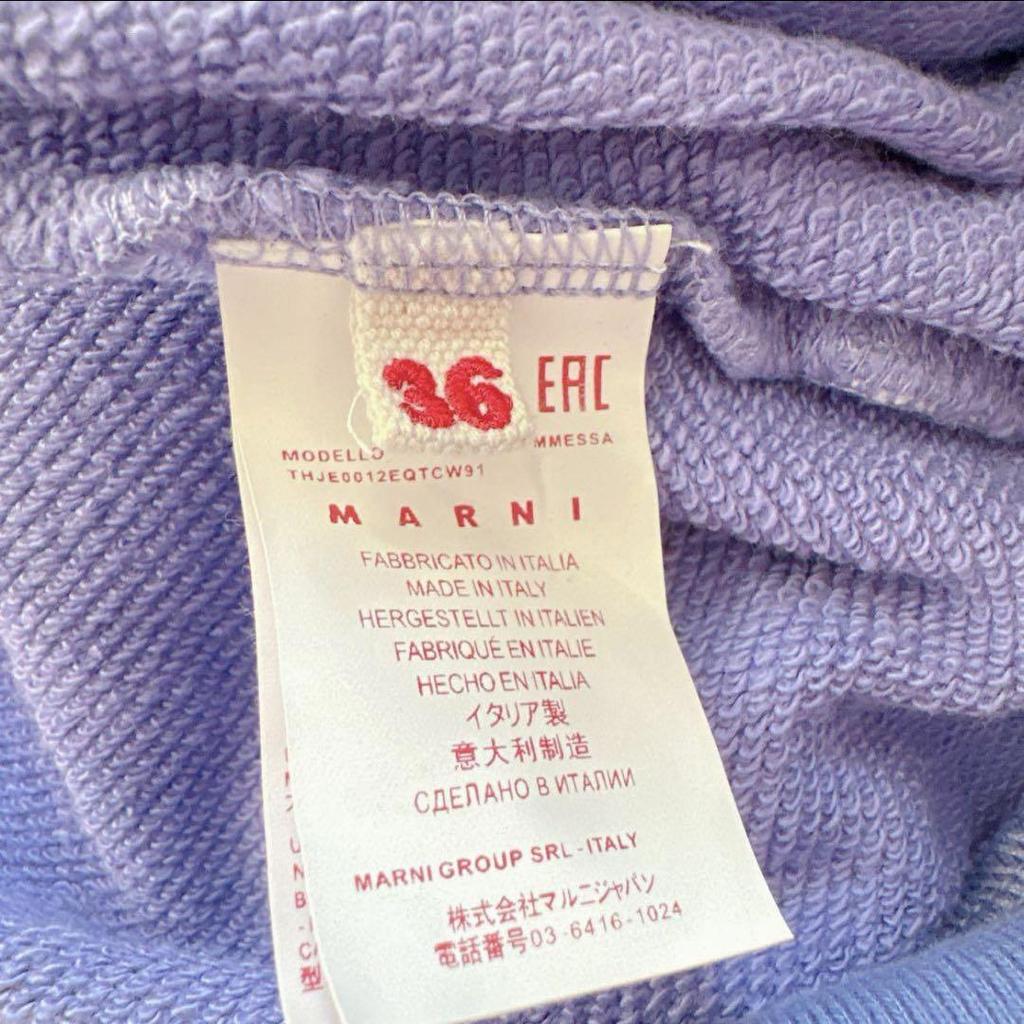 36
EAC
MODELLO
THJE0012EQTCW91
MARNI
FABBRICATO IN ITALIA
MADE IN ITALY
HERGESTELLT IN ITALIEN
FABRIQUÉ EN ITALIE
HECHO EN ITALIA
イタリア製
意大利制造
СДЕЛАНО В ИТАЛИИ
MARNI GROUP SRL - ITALY
株式会社マルニジャパン
電話番号03-6416-1024